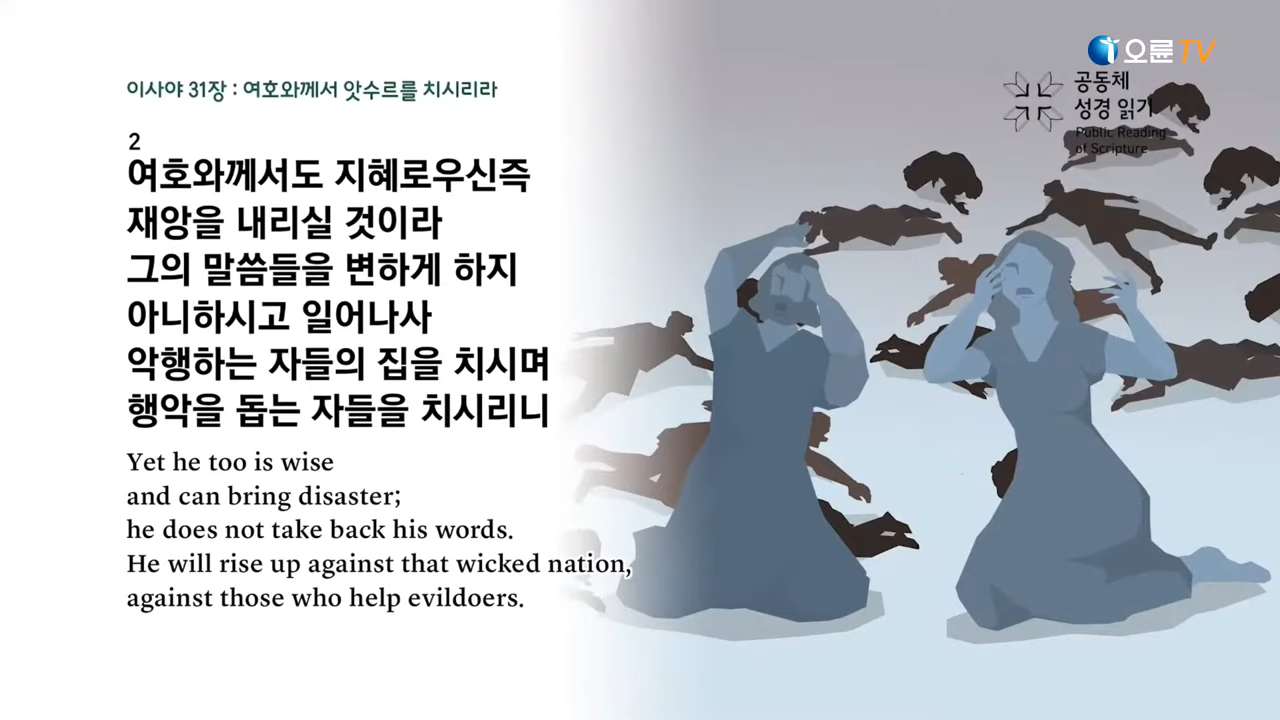 오륜TV
공동체
성경 읽기
Public Reading
of Scripture
이사야 31장 : 여호와께서 앗수르를 치시리라
2
여호와께서도 지혜로우신즉
재앙을 내리실 것이라
그의 말씀들을 변하게 하지
아니하시고 일어나사
악행하는 자들의 집을 치시며
행악을 돕는 자들을 치시리니
Yet he too is wise
and can bring disaster;
he does not take back his words.
He will rise up against that wicked nation,
against those who help evildoers.